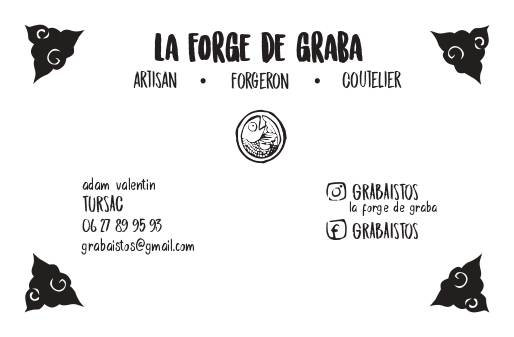 LA FORGE DE GRABA
ARTISAN • FORGERON • COUTELIER
adam valentin
TURSAC
06 27 89 95 93
grabaistos@gmail.com
GRABAISTOS
la forge de graba
GRABAISTOS